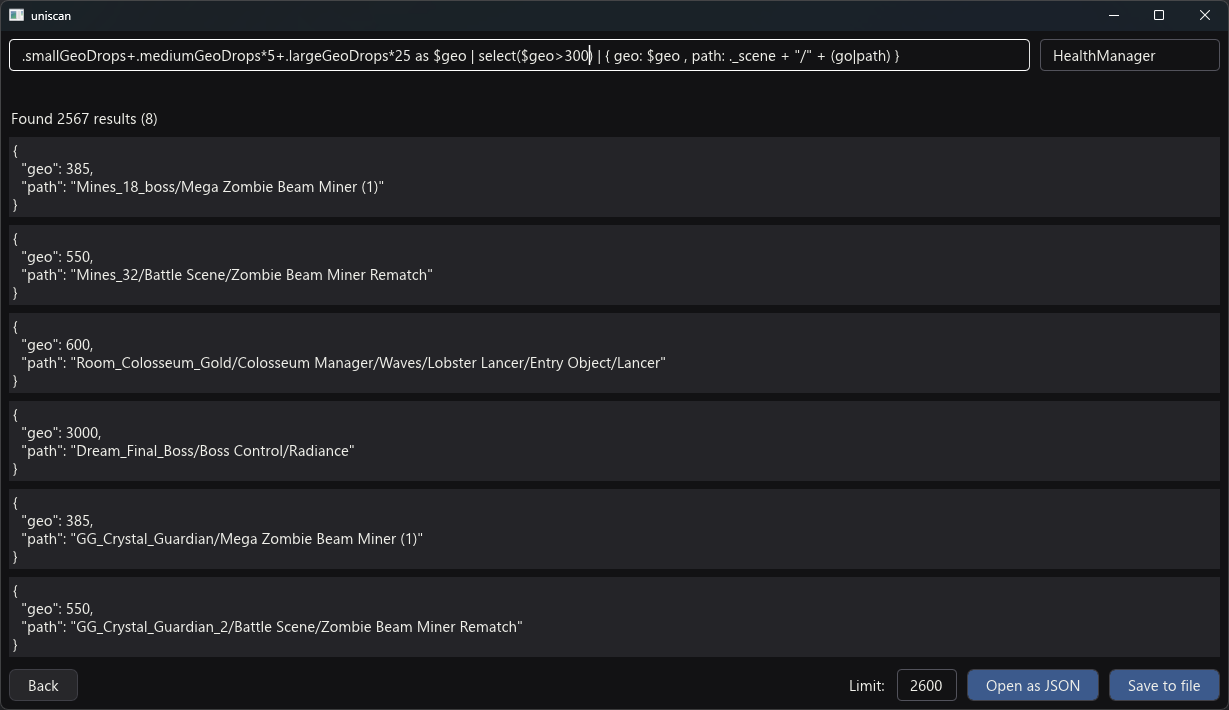 uniscan
.smallGeoDrops+.mediumGeoDrops*5+.largeGeoDrops*25 as $geo | select($geo>300) | { geo: $geo , path: ._scene + "/" + (go|path) }
HealthManager
Found 2567 results (8)
{
"geo": 385,
"path": "Mines_18_boss/Mega Zombie Beam Miner (1)"
}
{
"geo": 550,
"path": "Mines_32/Battle Scene/Zombie Beam Miner Rematch"
}
{
"geo": 600,
"path": "Room_Colosseum_Gold/Colosseum Manager/Waves/Lobster Lancer/Entry Object/Lancer"
}
{
"geo": 3000,
"path": "Dream_Final_Boss/Boss Control/Radiance"
}
{
"geo": 385,
"path": "GG_Crystal_Guardian/Mega Zombie Beam Miner (1)"
}
{
"geo": 550,
"path": "GG_Crystal_Guardian_2/Battle Scene/Zombie Beam Miner Rematch"
}
Back
Limit:
2600
Open as JSON
Save to file